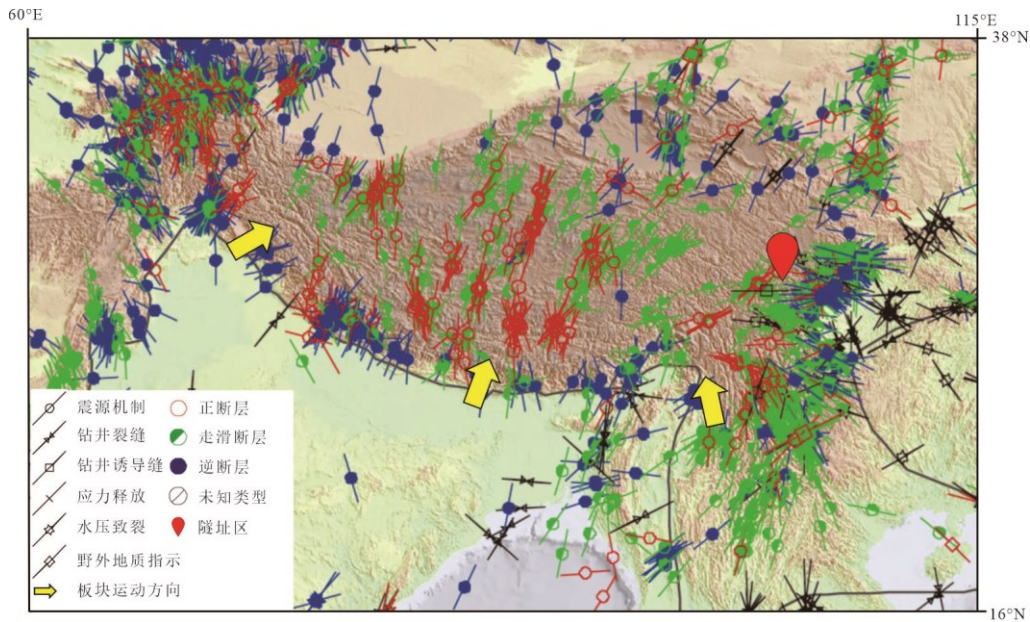 60°E
115°E
38°N
震源机制 正断层
钻井裂缝 走滑断层
钻井诱导缝 逆断层
应力释放 未知类型
水压致裂 隧址区
野外地质指示
板块运动方向
16°N